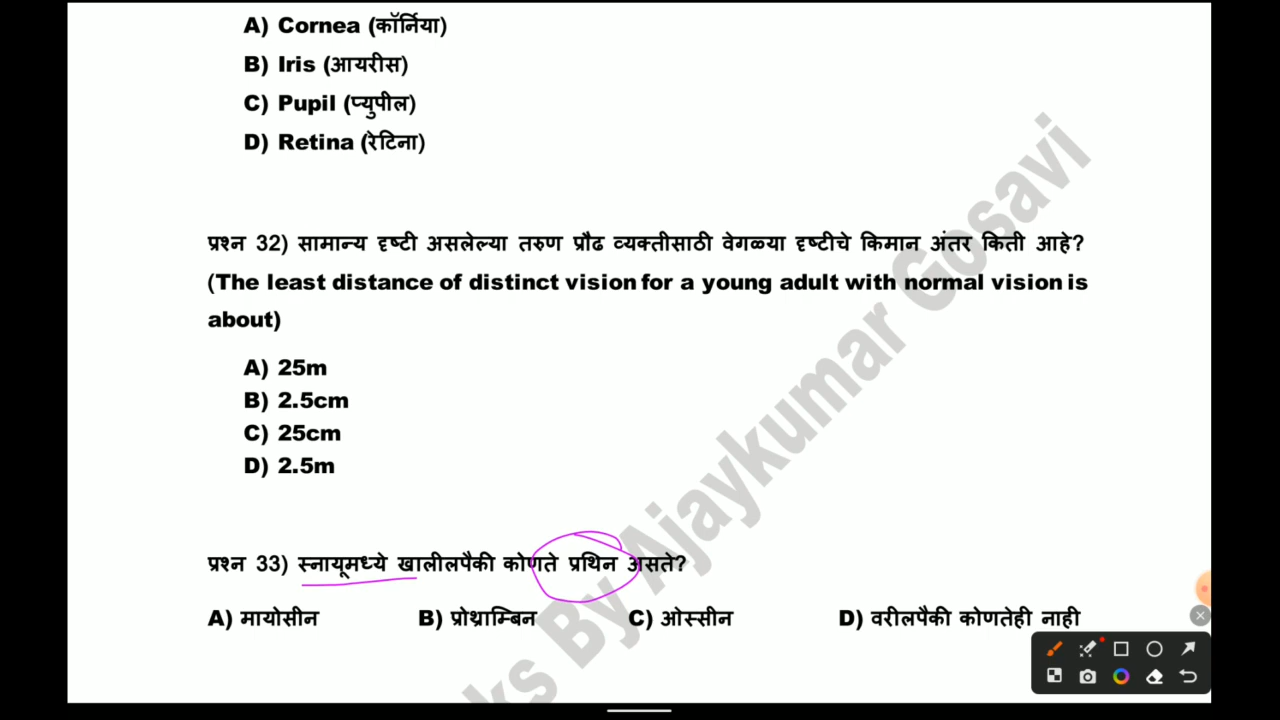 A) Cornea (कॉर्निया)
B) Iris (आयरीस)
C) Pupil (प्युपील)
D) Retina (रेटिना)
प्रश्न 32) सामान्य दृष्टी असलेल्या तरुण प्रौढ व्यक्तीसाठी वेगळ्या दृष्टीचे किमान अंतर किती आहे?
(The least distance of distinct vision for a young adult with normal vision is
about)
A) 25m
B) 2.5cm
C) 25cm
D) 2.5m
प्रश्न 33) स्नायूमध्ये खालीलपैकी कोणते प्रथिन असते?
A) मायोसीन B) प्रोथ्राम्बिन C) ओस्सीन D) वरीलपैकी कोणतेही नाही
ks By Ajaykumar Gosavi